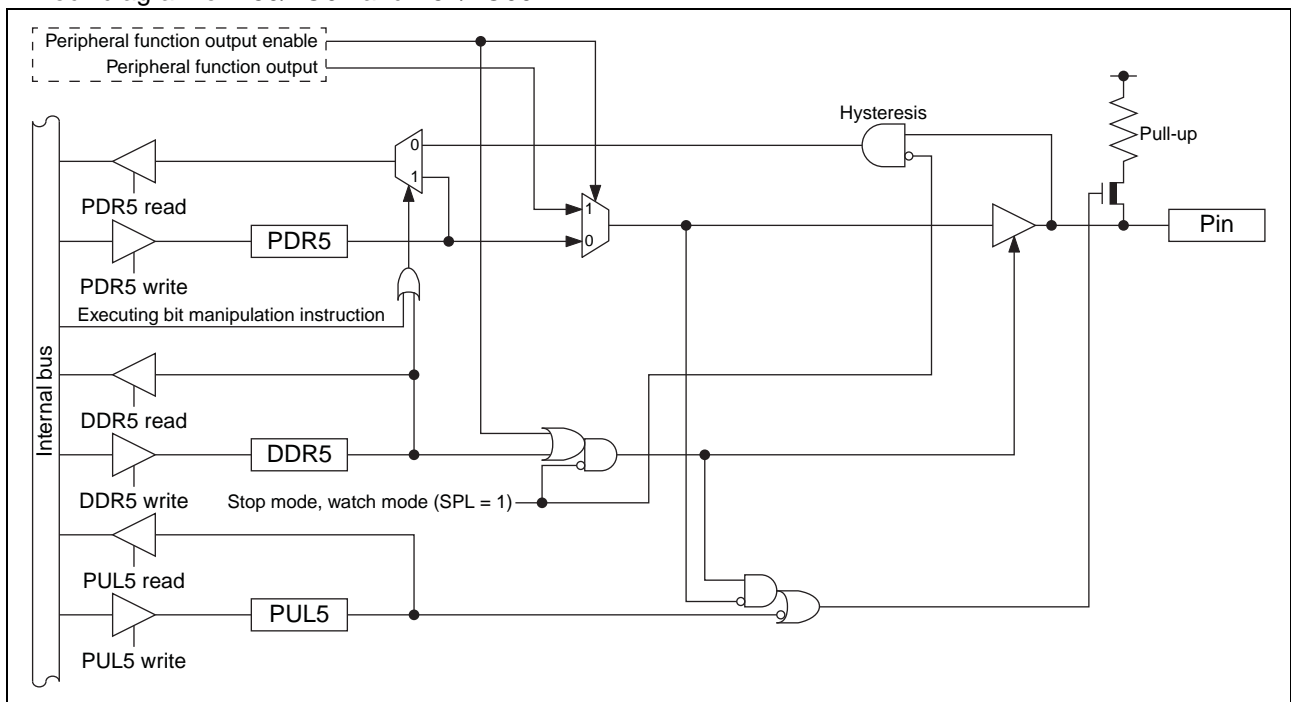 Peripheral function output enable
Peripheral function output
Hysteresis
Pull-up
0
1
PDR5 read
1
0
PDR5
Pin
PDR5 write
Executing bit manipulation instruction
Internal bus
DDR5 read
DDR5
DDR5 write
Stop mode, watch mode (SPL = 1)
PUL5 read
PUL5
PUL5 write